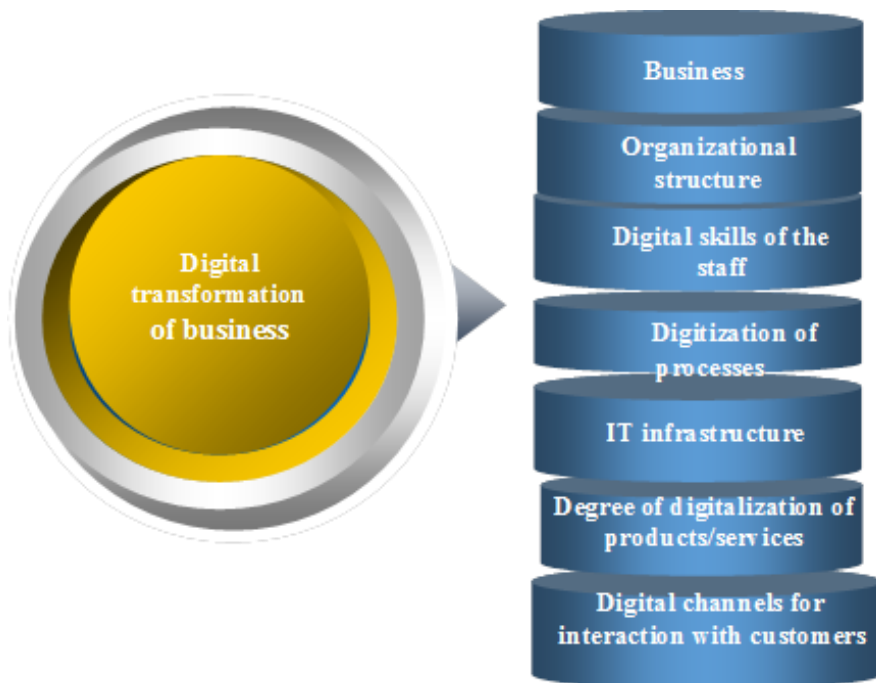 Digital
transformation
of business
Business
Organizational
structure
Digital skills of the
staff
Digitization of
processes
IT infrastructure
Degree of digitalization of
products/services
Digital channels for
interaction with customers